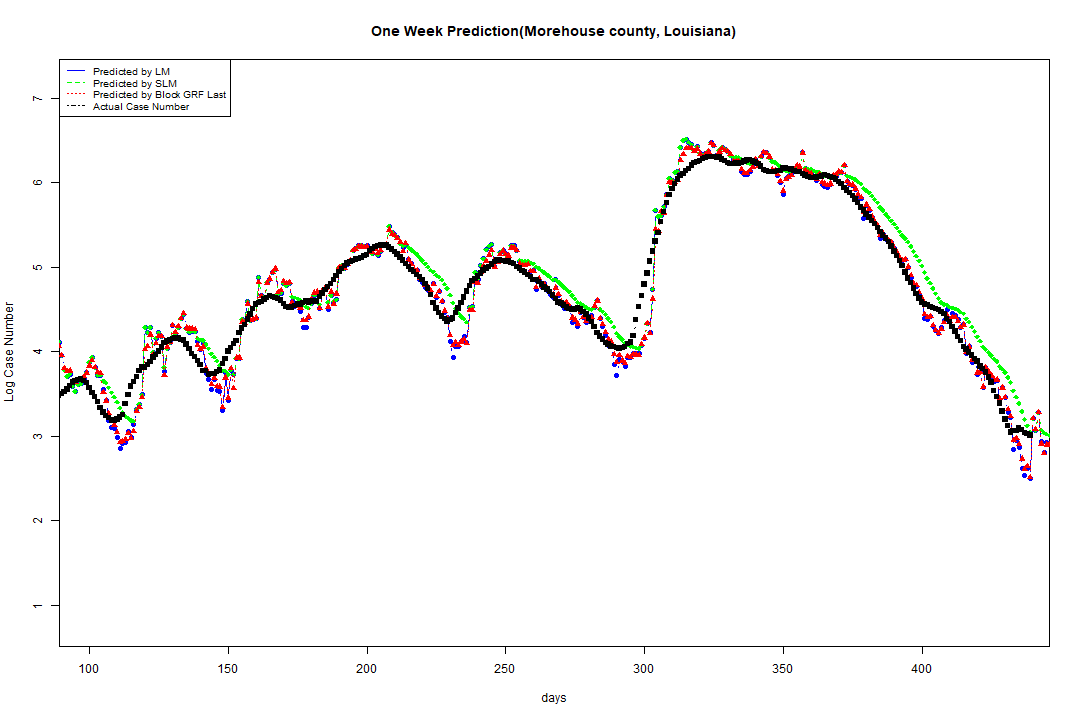 One Week Prediction(Morehouse county, Louisiana)
Predicted by LM
Predicted by SLM
Predicted by Block GRF Last
Actual Case Number
7
6
5
4
3
2
1
Log Case Number
100 150 200 250 300 350 400
days